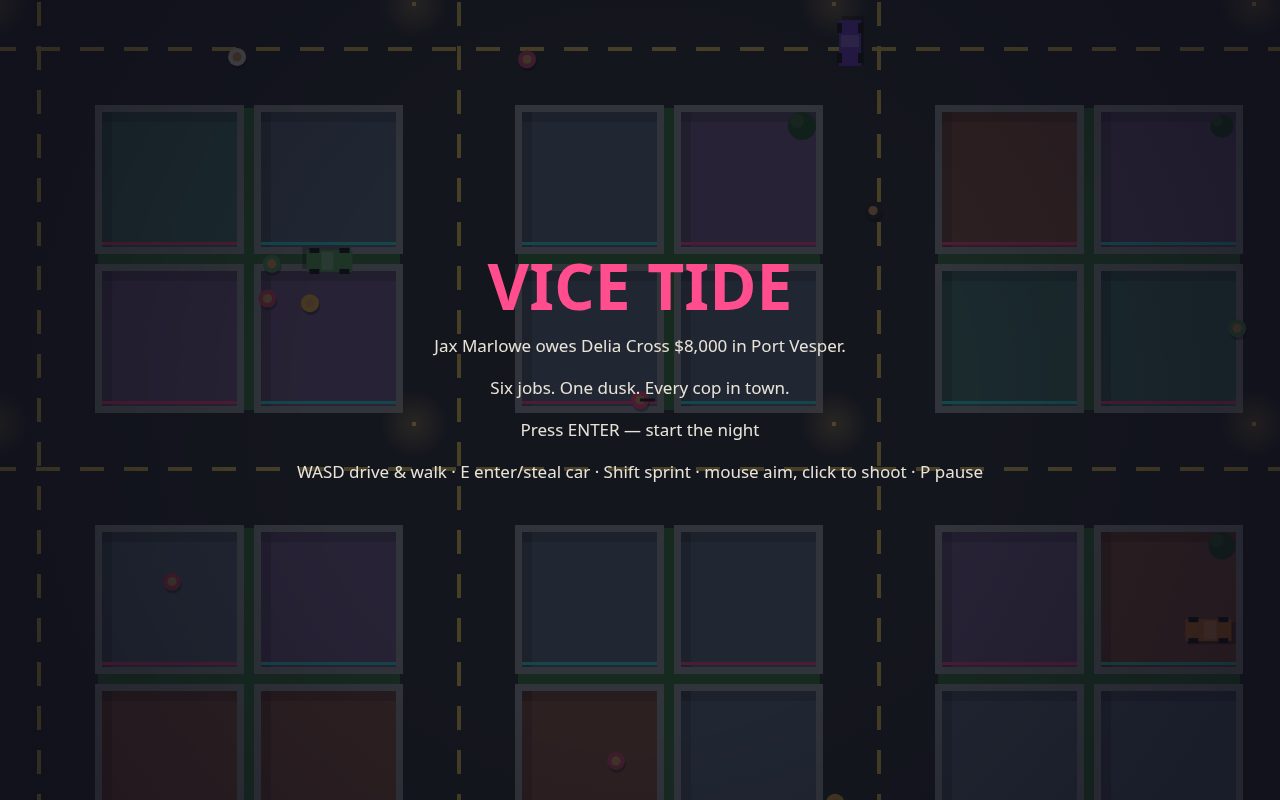 VICE TIDE
Jax Marlowe owes Delia Cross $8,000 in Port Vesper.
Six jobs. One dusk. Every cop in town.
Press ENTER — start the night
WASD drive & walk · E enter/steal car · Shift sprint · mouse aim, click to shoot · P pause